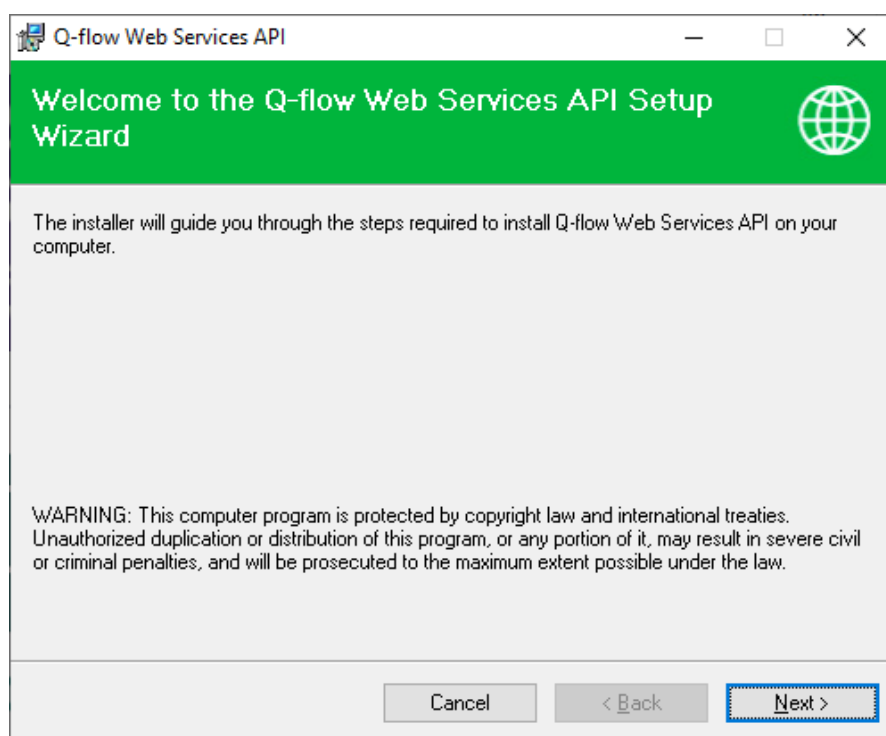 Q-flow Web Services API
Welcome to the Q-flow Web Services API Setup
Wizard
The installer will guide you through the steps required to install Q-flow Web Services API on your
computer.
WARNING: This computer program is protected by copyright law and international treaties.
Unauthorized duplication or distribution of this program, or any portion of it, may result in severe civil
or criminal penalties, and will be prosecuted to the maximum extent possible under the law.
Cancel
< Back
Next >